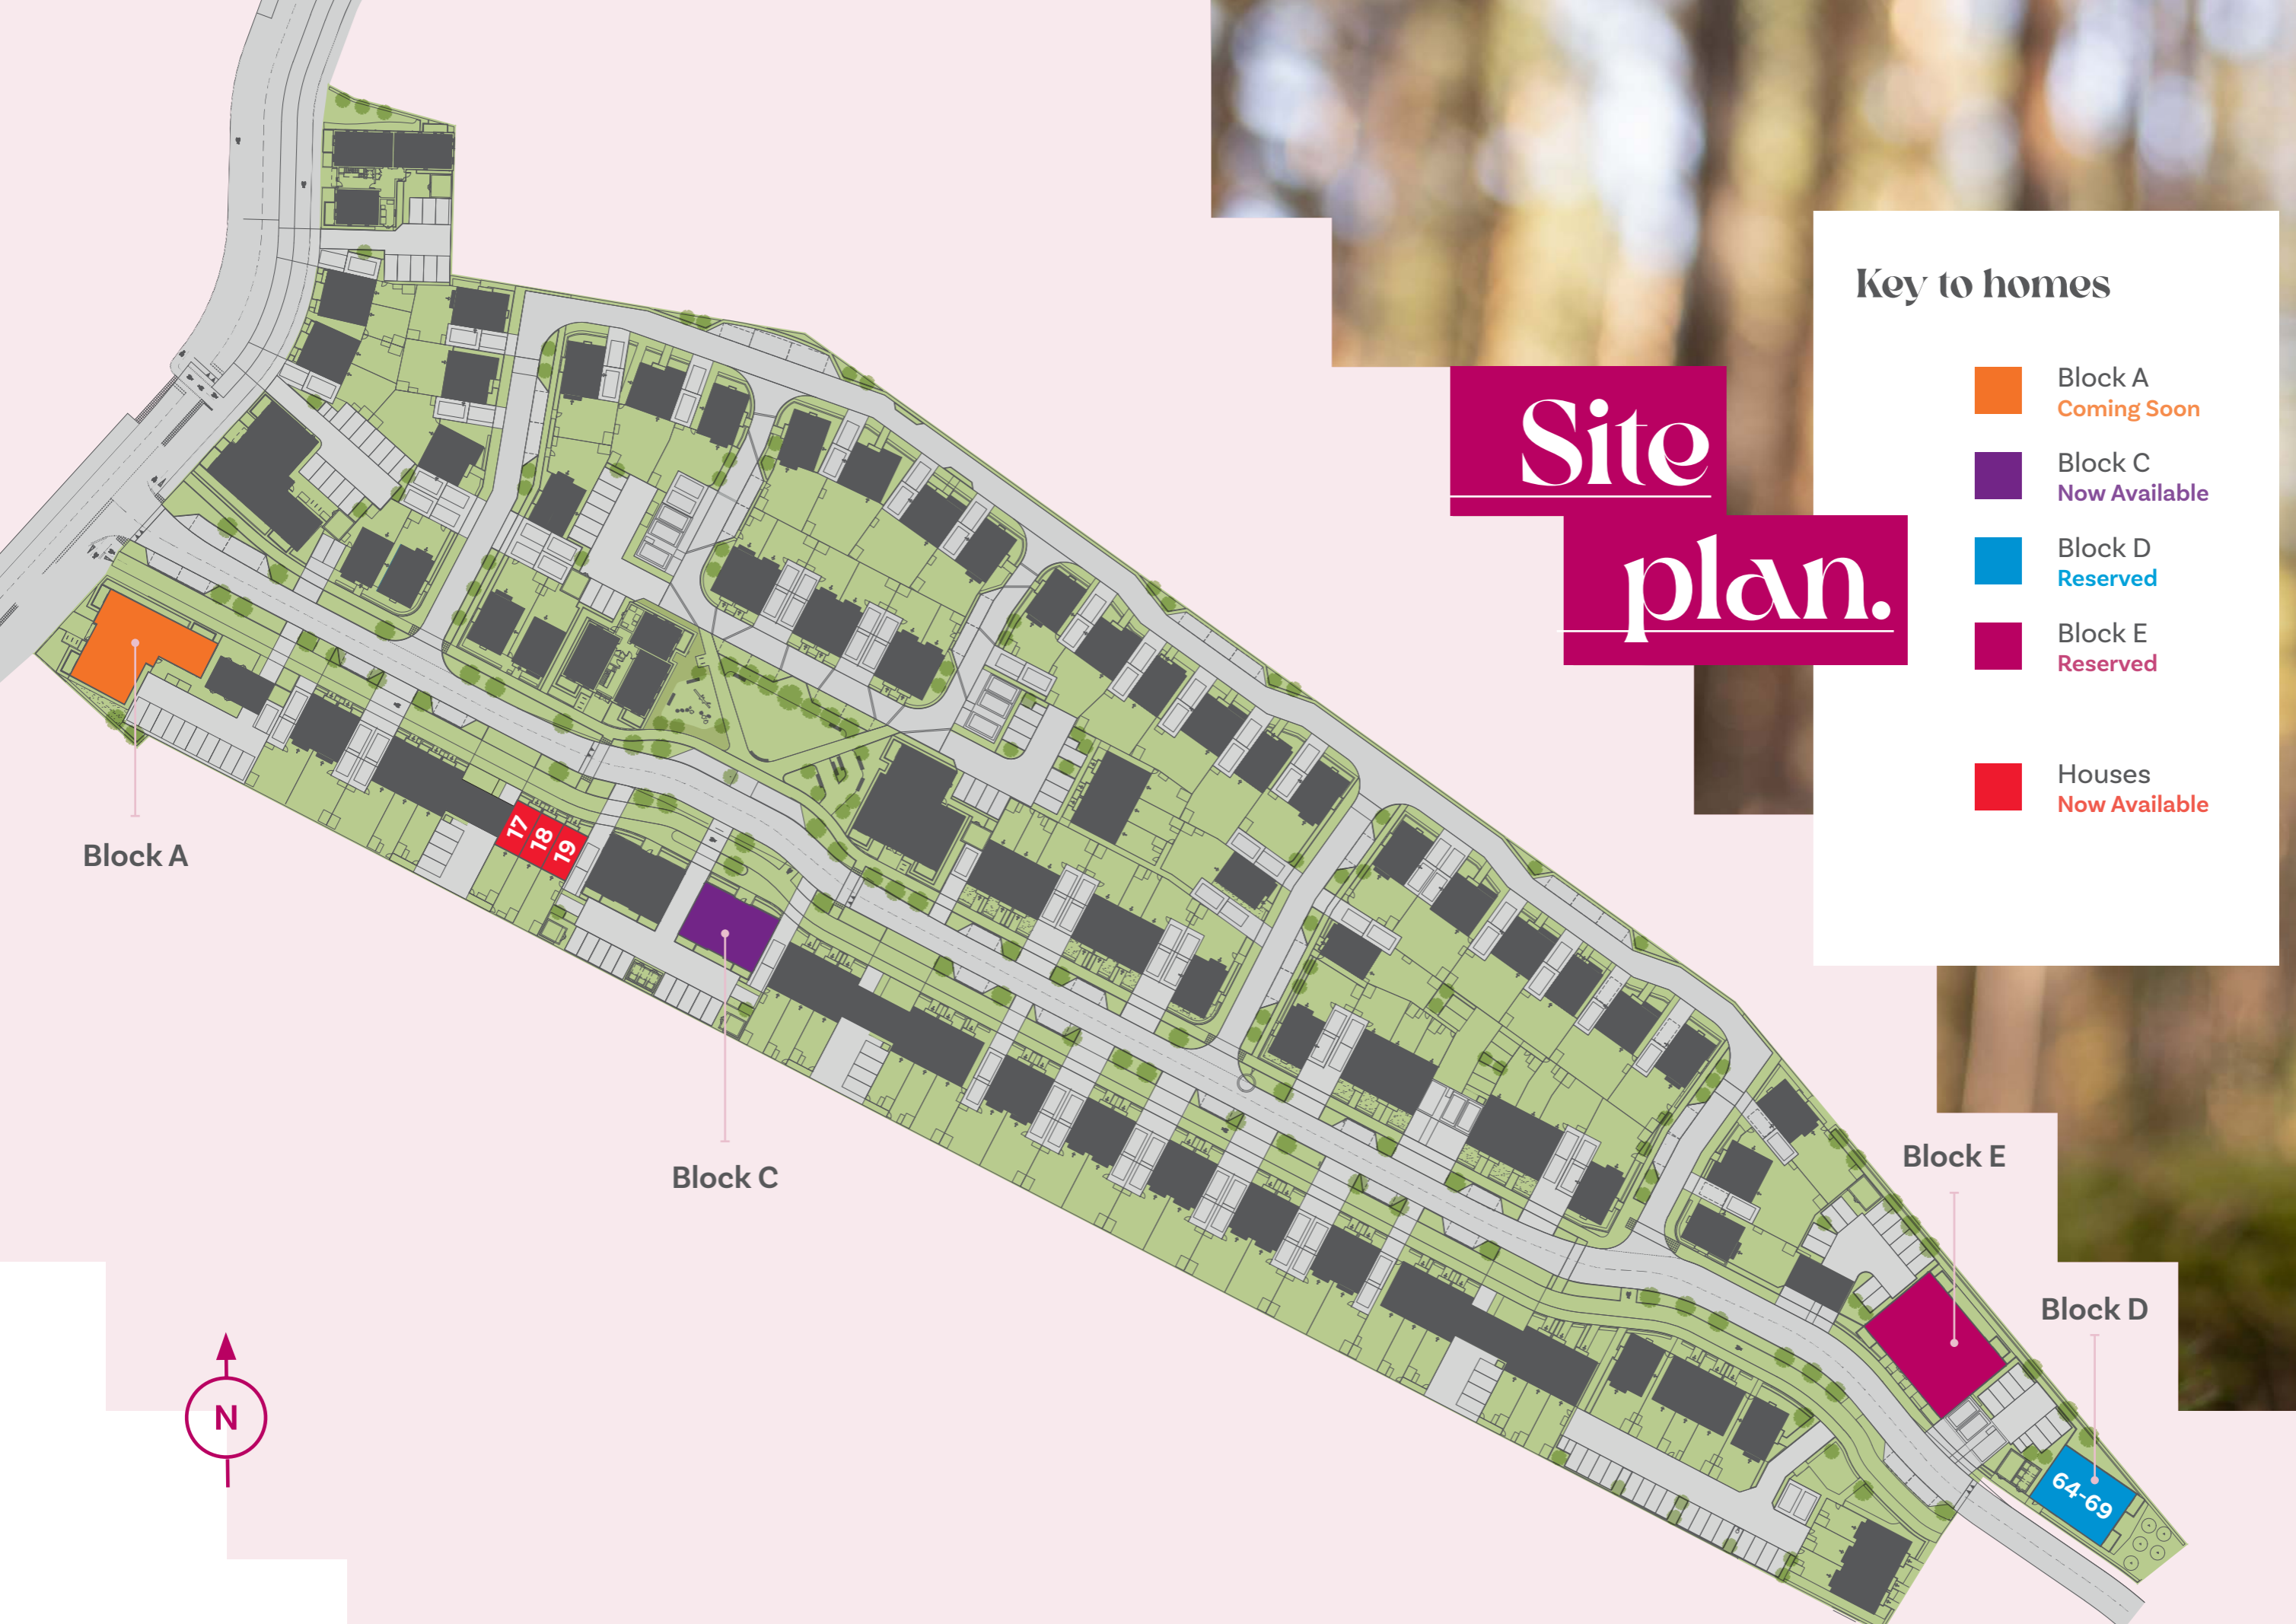 Site
plan.
Key to homes
Block A
Coming Soon
Block C
Now Available
Block D
Reserved
Block E
Reserved
Houses
Now Available
17
18
19
Block A
Block C
Block E
Block D
64-69
N